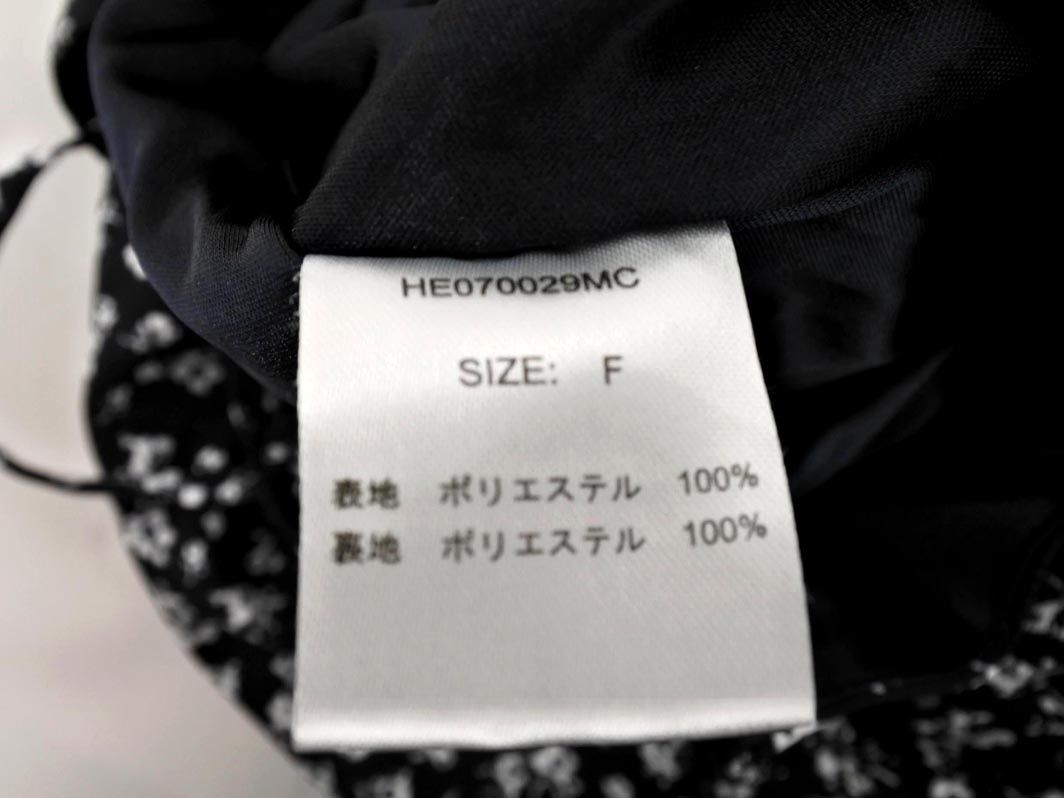 HE070029MC
SIZE: F
表地 ポリエステル 100%
裏地 ポリエステル 100%